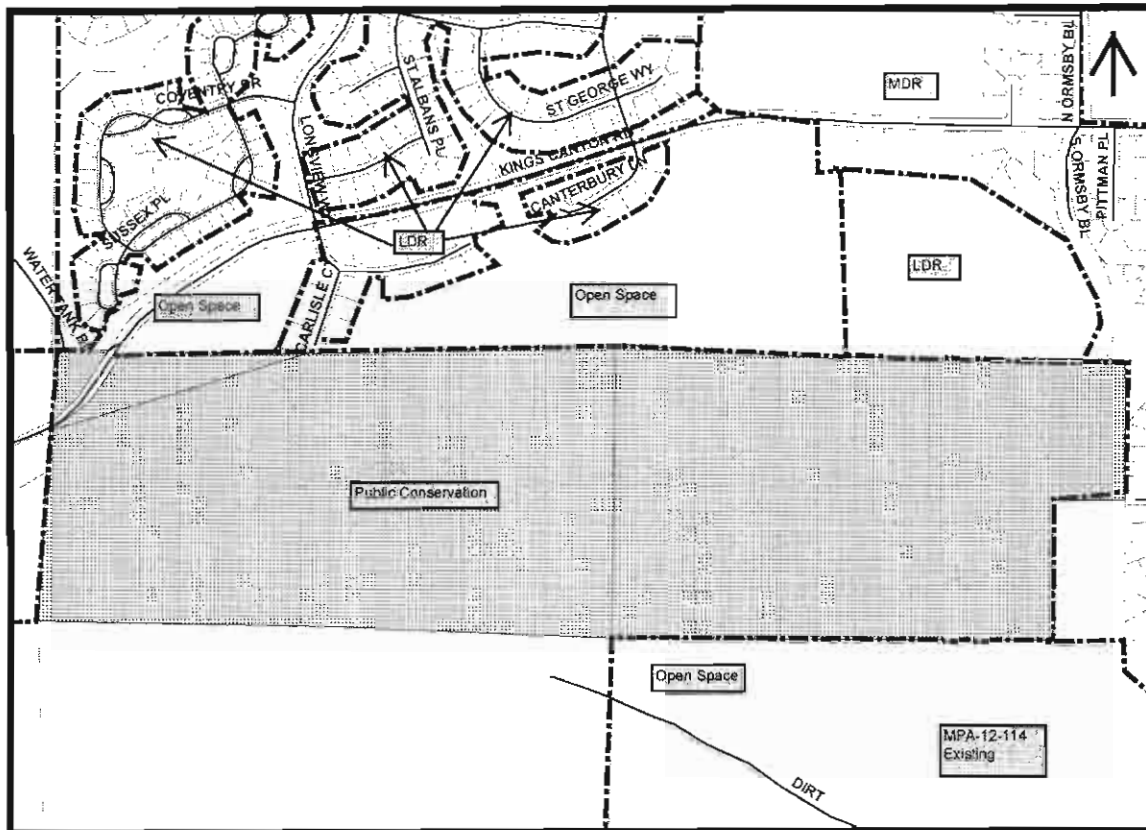 COVENTRY DR
ST ALBANS PL
ST GEORGE WY
MDR
N ORMSBY BL
LONGVIEW
KINGS CANYON RD
CANTERBURY LN
S ORMSBY BL
PITTMAN PL
SUSSEX PL
LDR
LDR
WATER TANK
Open Space
CARLISLE C
Open Space
Public Conservation
Open Space
MPA-12-114
Existing
DIRT